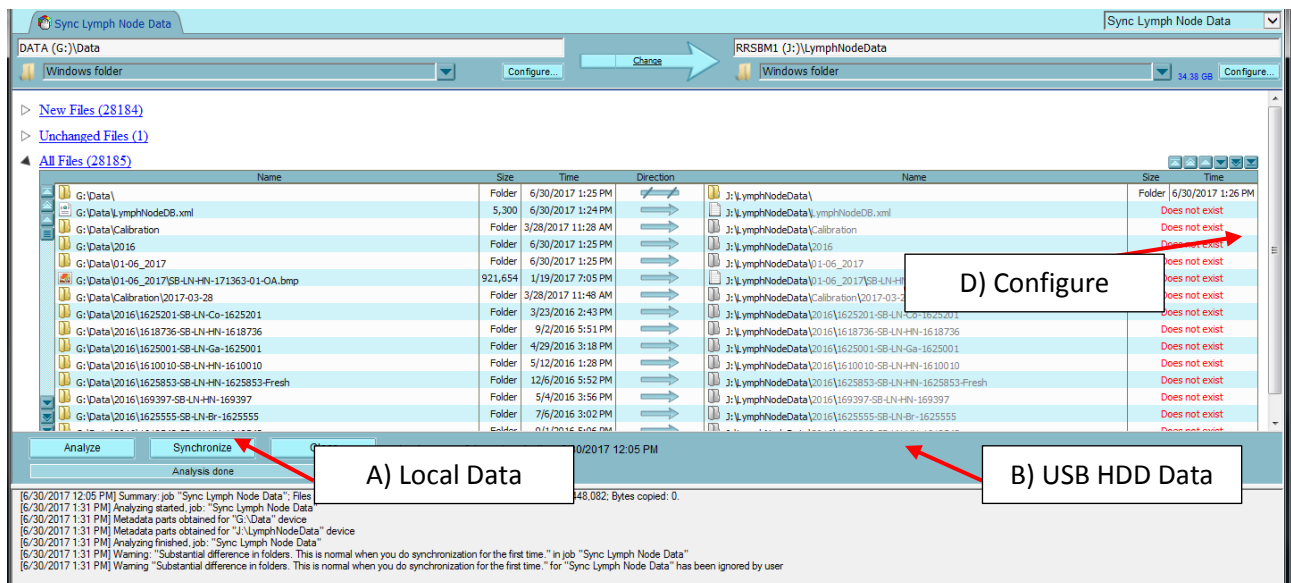 Sync Lymph Node Data
Sync Lymph Node Data
DATA (G:)\Data
Change
RRSBM1 (J:)\LymphNodeData
Windows folder
Configure...
Windows folder
34.38 GB
Configure...
New Files (28184)
Unchanged Files (1)
All Files (28185)
Name Size Time Direction Name Size Time
G:\Data\ Folder 6/30/2017 1:25 PM J:\LymphNodeData\ Folder 6/30/2017 1:26 PM
G:\Data\LymphNodeDB.xml 5,300 6/30/2017 1:24 PM J:\LymphNodeData\LymphNodeDB.xml Does not exist
G:\Data\Calibration Folder 3/28/2017 11:28 AM J:\LymphNodeData\Calibration Does not exist
G:\Data\2016 Folder 6/30/2017 1:25 PM J:\LymphNodeData\2016 Does not exist
G:\Data\01-06_2017 Folder 6/30/2017 1:25 PM J:\LymphNodeData\01-06_2017 Does not exist
G:\Data\01-06_2017\SB-LN-HN-171363-01-OA.bmp 921,654 1/19/2017 7:05 PM J:\LymphNodeData\01-06_2017\SB-LN-H Does not exist
G:\Data\Calibration\2017-03-28 Folder 3/28/2017 11:48 AM J:\LymphNodeData\Calibration\2017-03-2 Does not exist
G:\Data\2016\1625201-SB-LN-Co-1625201 Folder 3/23/2016 2:43 PM J:\LymphNodeData\2016\1625201-SB-LN-Co-1625201 Does not exist
G:\Data\2016\1618736-SB-LN-HN-1618736 Folder 9/2/2016 5:51 PM J:\LymphNodeData\2016\1618736-SB-LN-HN-1618736 Does not exist
G:\Data\2016\1625001-SB-LN-Ga-1625001 Folder 4/29/2016 3:18 PM J:\LymphNodeData\2016\1625001-SB-LN-Ga-1625001 Does not exist
G:\Data\2016\1610010-SB-LN-HN-1610010 Folder 5/12/2016 1:28 PM J:\LymphNodeData\2016\1610010-SB-LN-HN-1610010 Does not exist
G:\Data\2016\1625853-SB-LN-HN-1625853-Fresh Folder 12/6/2016 5:52 PM J:\LymphNodeData\2016\1625853-SB-LN-HN-1625853-Fresh Does not exist
G:\Data\2016\169397-SB-LN-HN-169397 Folder 5/4/2016 3:56 PM J:\LymphNodeData\2016\169397-SB-LN-HN-169397 Does not exist
G:\Data\2016\1625555-SB-LN-Br-1625555 Folder 7/6/2016 3:02 PM J:\LymphNodeData\2016\1625555-SB-LN-Br-1625555 Does not exist
D) Configure
Analyze
Synchronize
2017 12:05 PM
Analysis done
A) Local Data
B) USB HDD Data
[6/30/2017 12:05 PM] Summary: job "Sync Lymph Node Data"; Files 448,082; Bytes copied: 0.
[6/30/2017 1:31 PM] Analyzing started, job: "Sync Lymph Node Data"
[6/30/2017 1:31 PM] Metadata parts obtained for "G:\Data" device
[6/30/2017 1:31 PM] Metadata parts obtained for "J:\LymphNodeData" device
[6/30/2017 1:31 PM] Analyzing finished, job: "Sync Lymph Node Data"
[6/30/2017 1:31 PM] Warning: "Substantial difference in folders. This is normal when you do synchronization for the first time." in job "Sync Lymph Node Data"
[6/30/2017 1:31 PM] Warning "Substantial difference in folders. This is normal when you do synchronization for the first time." for "Sync Lymph Node Data" has been ignored by user